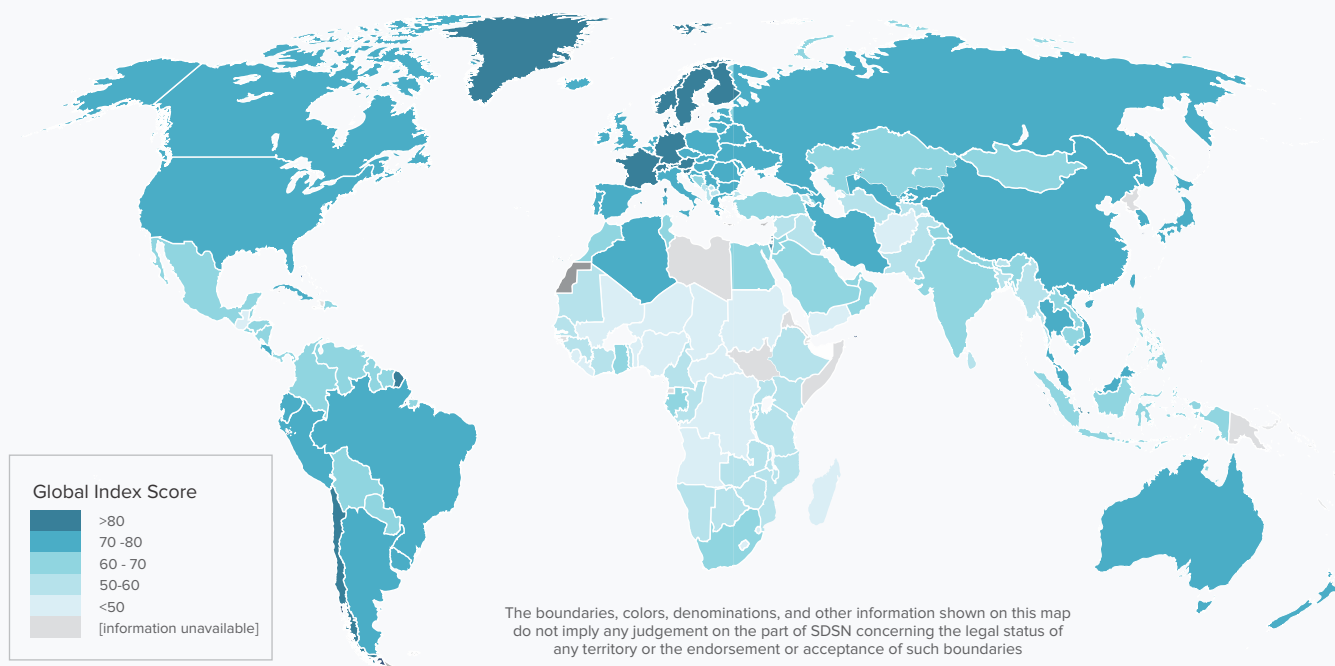 Global Index Score
>80
70 -80
60 - 70
50-60
<50
[information unavailable]
The boundaries, colors, denominations, and other information shown on this map
do not imply any judgement on the part of SDSN concerning the legal status of
any territory or the endorsement or acceptance of such boundaries